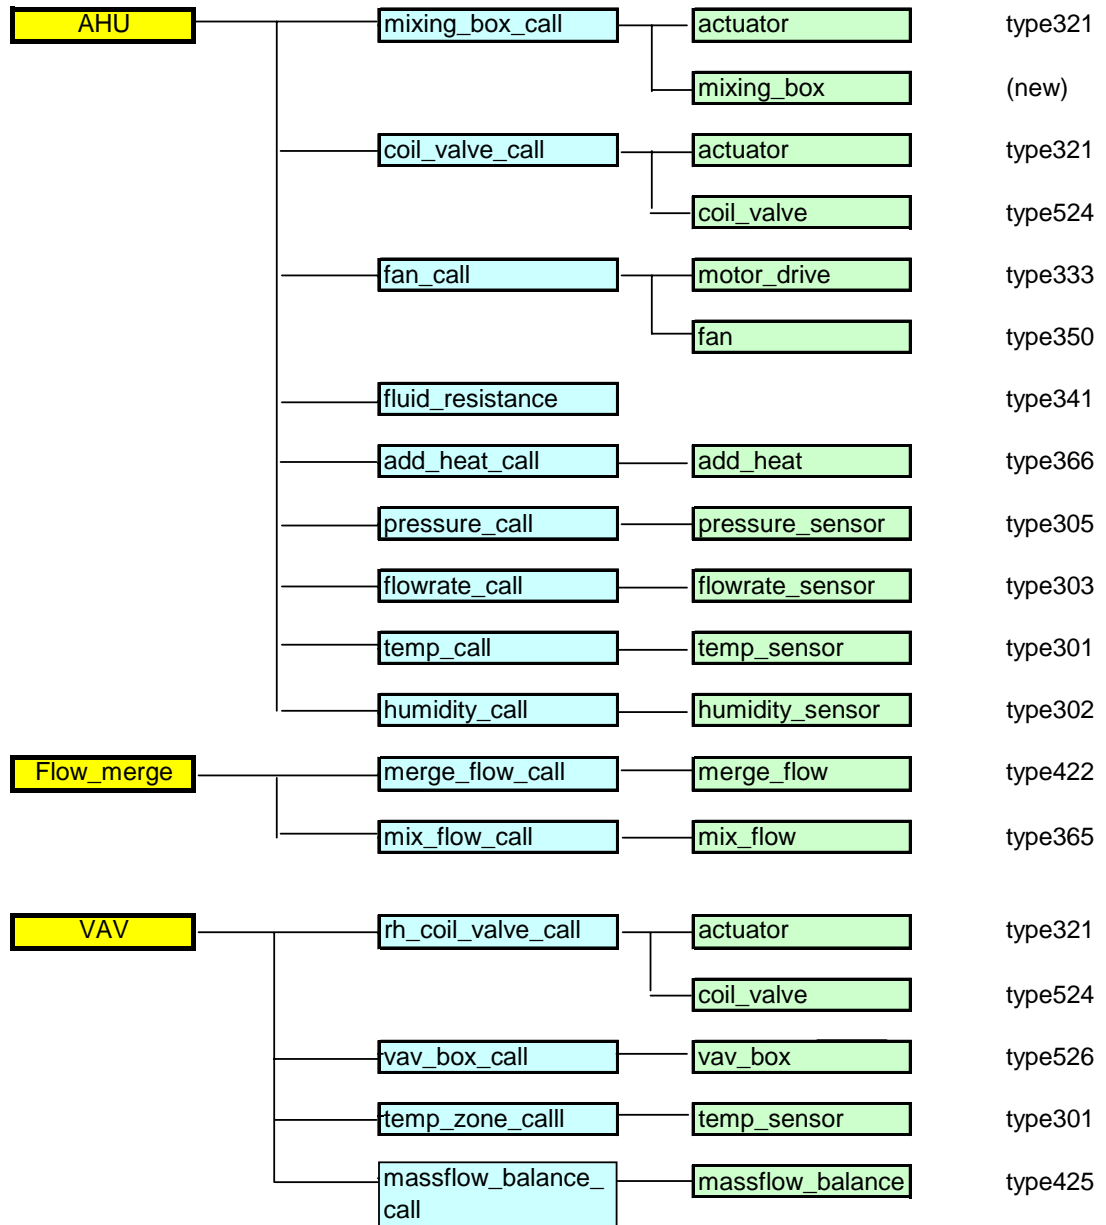 AHU mixing_box_call actuator type321
mixing_box (new)
coil_valve_call actuator type321
coil_valve type524
fan_call motor_drive type333
fan type350
fluid_resistance type341
add_heat_call add_heat type366
pressure_call pressure_sensor type305
flowrate_call flowrate_sensor type303
temp_call temp_sensor type301
humidity_call humidity_sensor type302
Flow_merge merge_flow_call merge_flow type422
mix_flow_call mix_flow type365
VAV rh_coil_valve_call actuator type321
coil_valve type524
vav_box_call vav_box type526
temp_zone_calll temp_sensor type301
massflow_balance_ massflow_balance type425
call